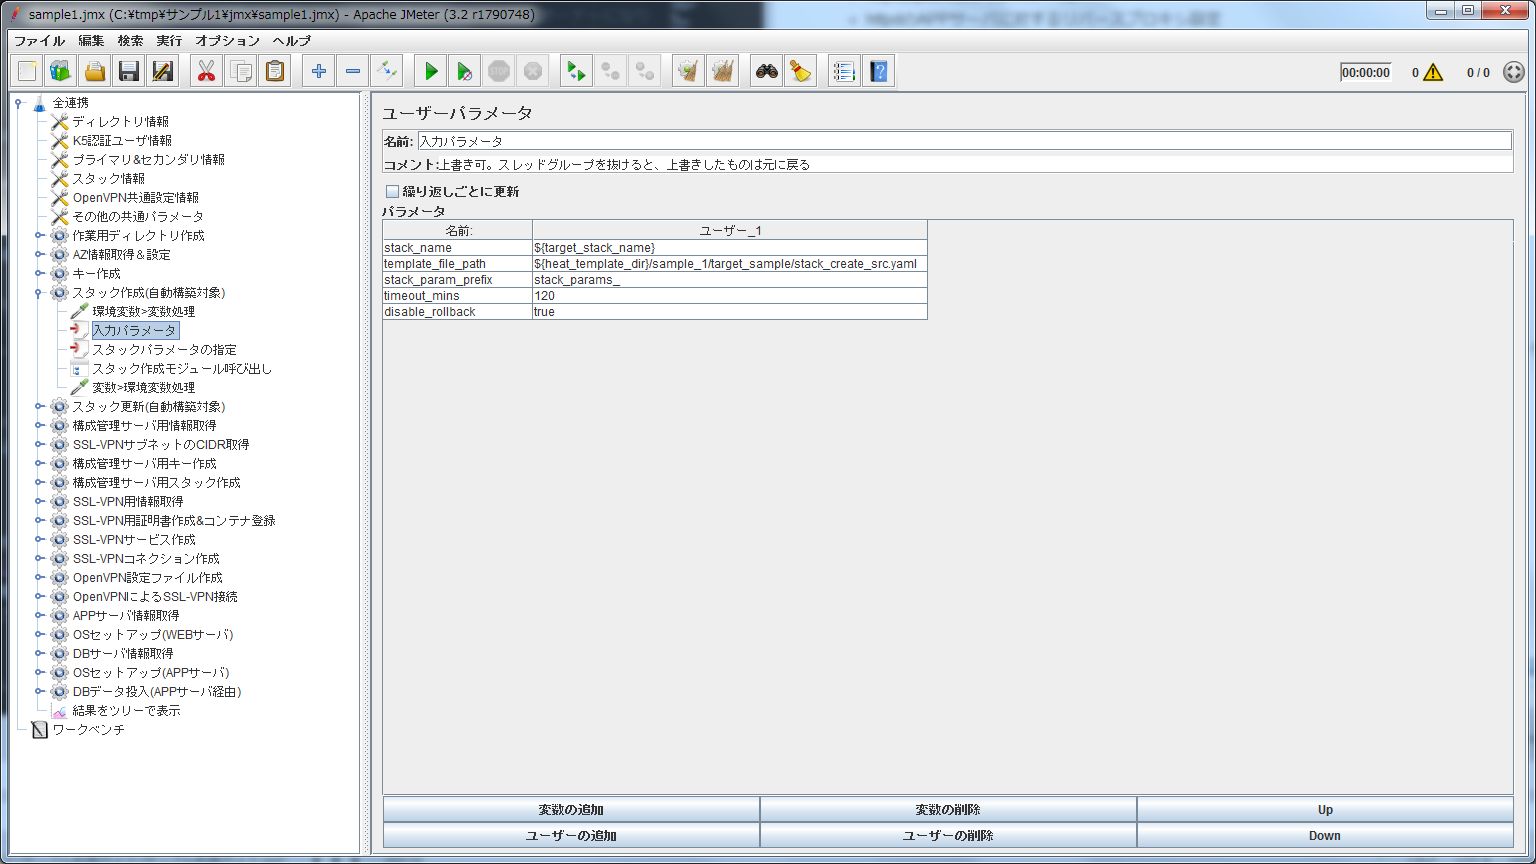 sample1.jmx (C:¥tmp¥サンプル1¥jmx¥sample1.jmx) - Apache JMeter (3.2 r1790748)
ファイル 編集 検索 実行 オプション ヘルプ
STOP
00:00:00 0 0 / 0
全連携
ディレクトリ情報
K5認証ユーザ情報
プライマリ&セカンダリ情報
スタック情報
OpenVPN共通設定情報
その他の共通パラメータ
作業用ディレクトリ作成
AZ情報取得＆設定
キー作成
スタック作成(自動構築対象)
環境変数>変数処理
入力パラメータ
スタックパラメータの指定
スタック作成モジュール呼び出し
変数>環境変数処理
スタック更新(自動構築対象)
構成管理サーバ用情報取得
SSL-VPNサブネットのCIDR取得
構成管理サーバ用キー作成
構成管理サーバ用スタック作成
SSL-VPN用情報取得
SSL-VPN用証明書作成&コンテナ登録
SSL-VPNサービス作成
SSL-VPNコネクション作成
OpenVPN設定ファイル作成
OpenVPNによるSSL-VPN接続
APPサーバ情報取得
OSセットアップ(WEBサーバ)
DBサーバ情報取得
OSセットアップ(APPサーバ)
DBデータ投入(APPサーバ経由)
結果をツリーで表示
ワークベンチ
ユーザーパラメータ
名前: 入力パラメータ
コメント:上書き可。スレッドグループを抜けると、上書きしたものは元に戻る
繰り返しごとに更新
パラメータ
名前: ユーザー_1
stack_name ${target_stack_name}
template_file_path ${heat_template_dir}/sample_1/target_sample/stack_create_src.yaml
stack_param_prefix stack_params_
timeout_mins 120
disable_rollback true
変数の追加 変数の削除 Up
ユーザーの追加 ユーザーの削除 Down